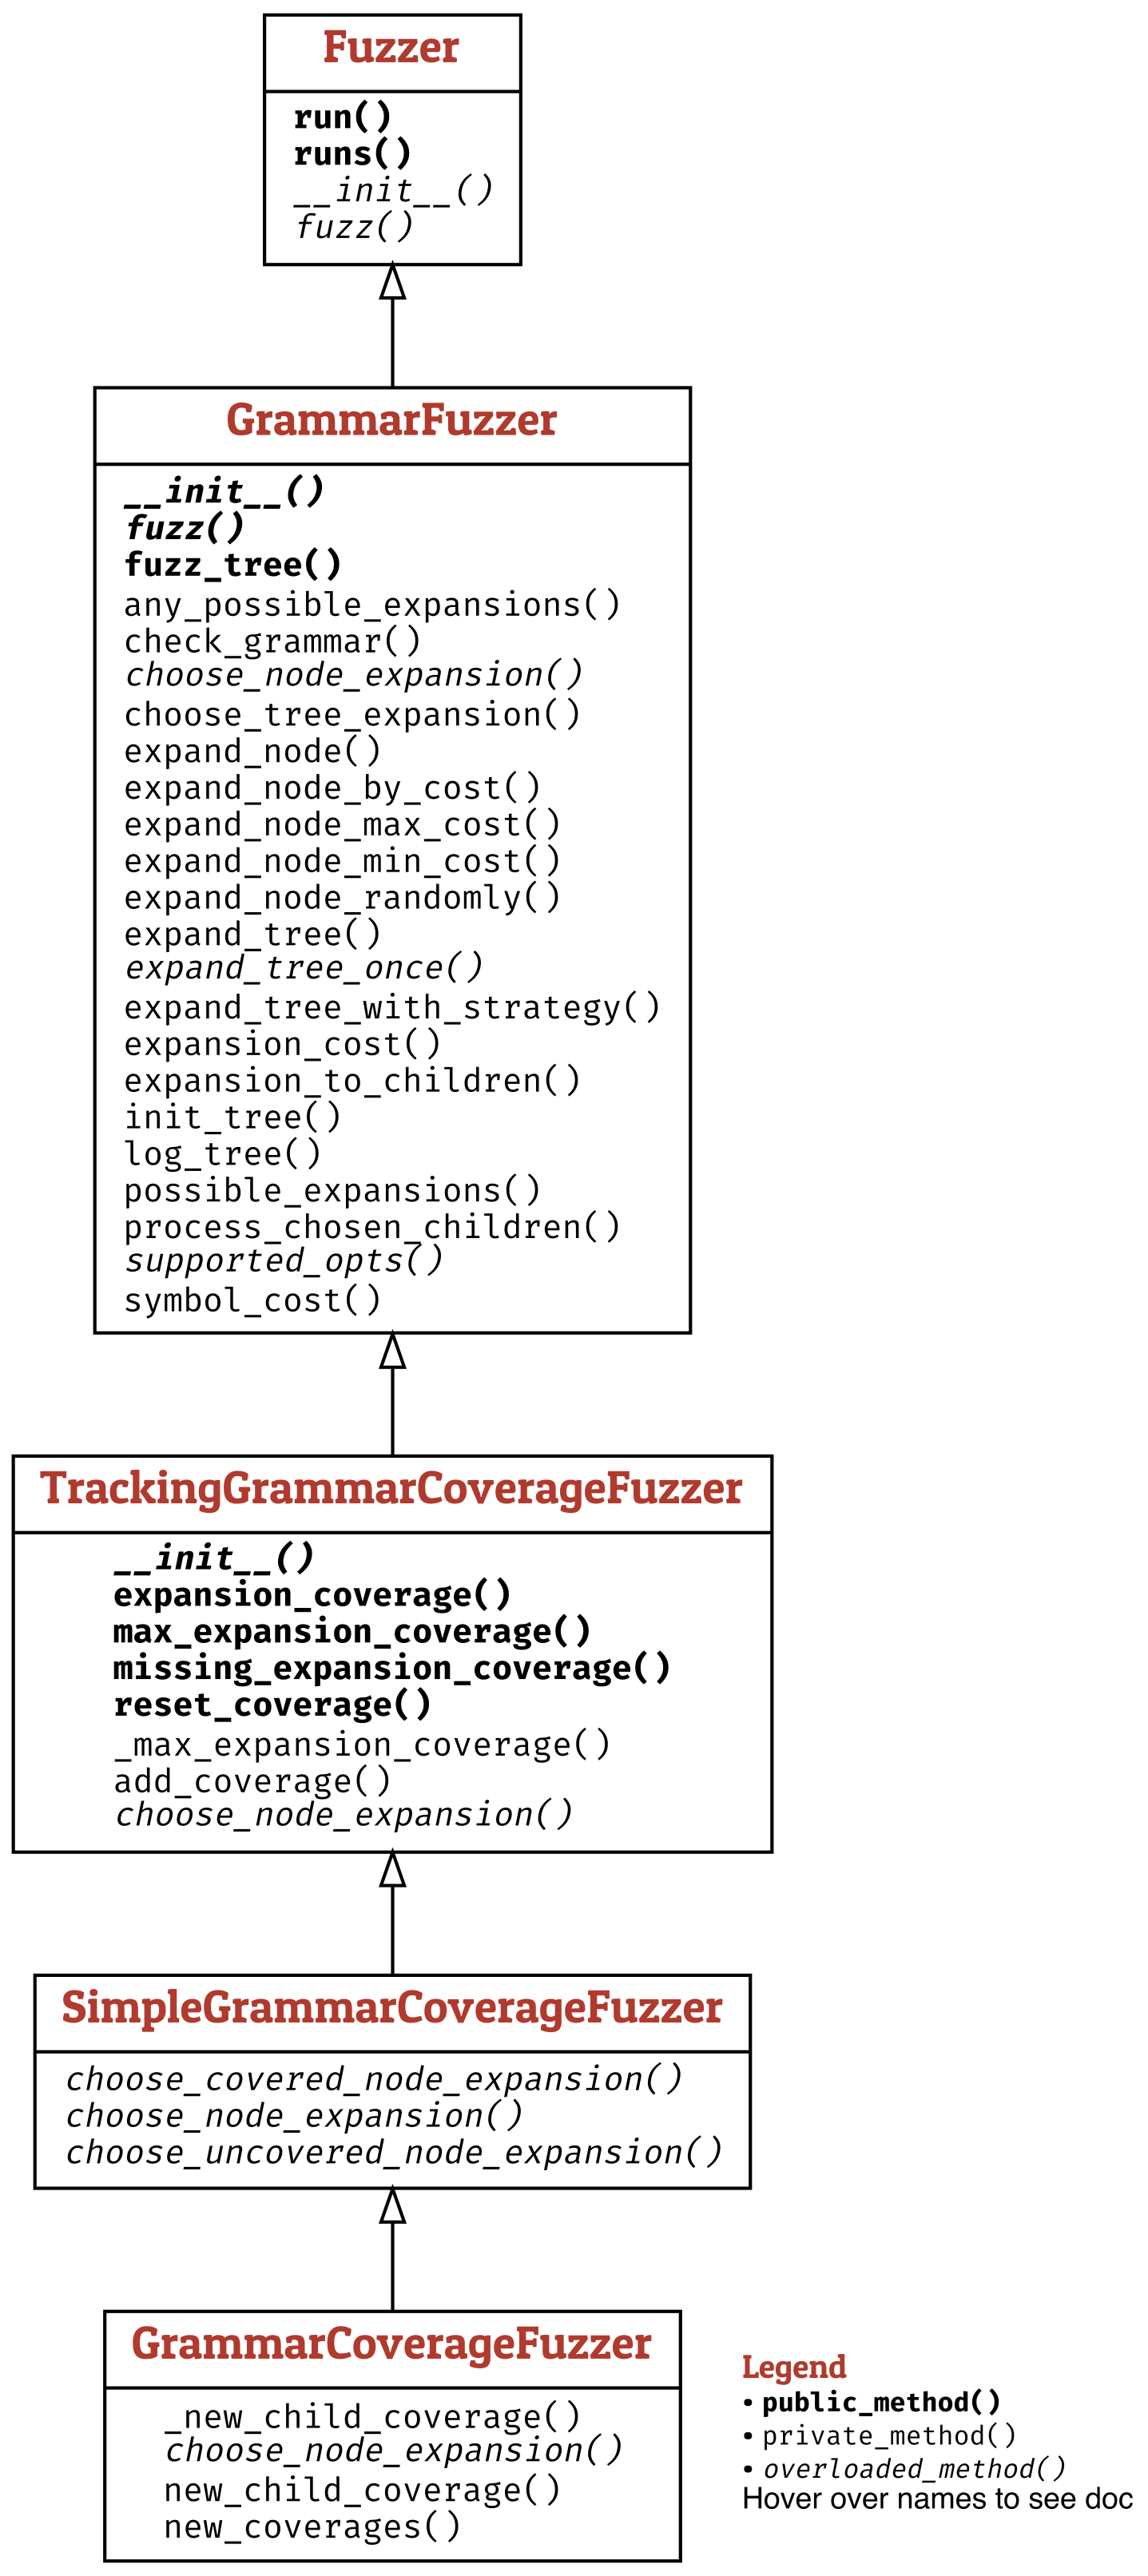 Fuzzer
run()
runs()
__init__()
fuzz()
GrammarFuzzer
__init__()
fuzz()
fuzz_tree()
any_possible_expansions()
check_grammar()
choose_node_expansion()
choose_tree_expansion()
expand_node()
expand_node_by_cost()
expand_node_max_cost()
expand_node_min_cost()
expand_node_randomly()
expand_tree()
expand_tree_once()
expand_tree_with_strategy()
expansion_cost()
expansion_to_children()
init_tree()
log_tree()
possible_expansions()
process_chosen_children()
supported_opts()
symbol_cost()
TrackingGrammarCoverageFuzzer
__init__()
expansion_coverage()
max_expansion_coverage()
missing_expansion_coverage()
reset_coverage()
_max_expansion_coverage()
add_coverage()
choose_node_expansion()
SimpleGrammarCoverageFuzzer
choose_covered_node_expansion()
choose_node_expansion()
choose_uncovered_node_expansion()
GrammarCoverageFuzzer
_new_child_coverage()
choose_node_expansion()
new_child_coverage()
new_coverages()
Legend
• public_method()
• private_method()
• overloaded_method()
Hover over names to see doc